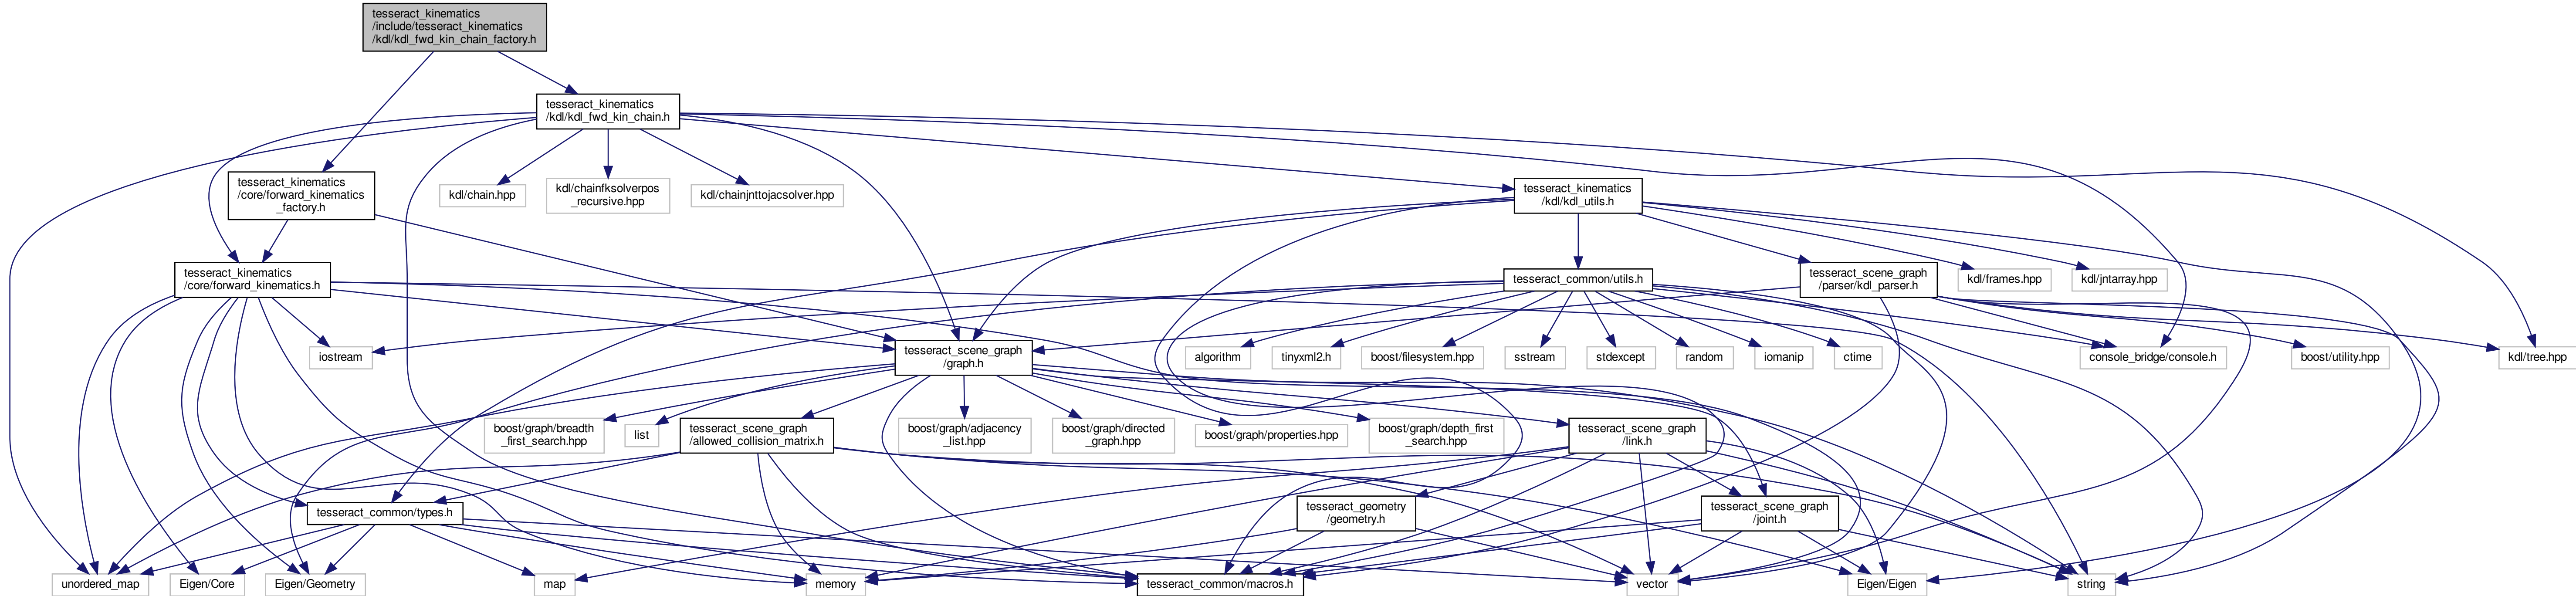 tesseract_kinematics
/include/tesseract_kinematics
/kdl/kdl_fwd_kin_chain_factory.h
tesseract_kinematics
/kdl/kdl_fwd_kin_chain.h
tesseract_kinematics
/core/forward_kinematics
_factory.h
kdl/chain.hpp
kdl/chainfksolverpos
_recursive.hpp
kdl/chainjnttojacsolver.hpp
tesseract_kinematics
/kdl/kdl_utils.h
tesseract_kinematics
/core/forward_kinematics.h
tesseract_common/utils.h
tesseract_scene_graph
/parser/kdl_parser.h
kdl/frames.hpp
kdl/jntarray.hpp
iostream
tesseract_scene_graph
/graph.h
algorithm
tinyxml2.h
boost/filesystem.hpp
sstream
stdexcept
random
iomanip
ctime
console_bridge/console.h
boost/utility.hpp
kdl/tree.hpp
boost/graph/breadth
_first_search.hpp
list
tesseract_scene_graph
/allowed_collision_matrix.h
boost/graph/adjacency
_list.hpp
boost/graph/directed
_graph.hpp
boost/graph/properties.hpp
boost/graph/depth_first
_search.hpp
tesseract_scene_graph
/link.h
tesseract_common/types.h
tesseract_geometry
/geometry.h
tesseract_scene_graph
/joint.h
unordered_map
Eigen/Core
Eigen/Geometry
map
memory
tesseract_common/macros.h
vector
Eigen/Eigen
string